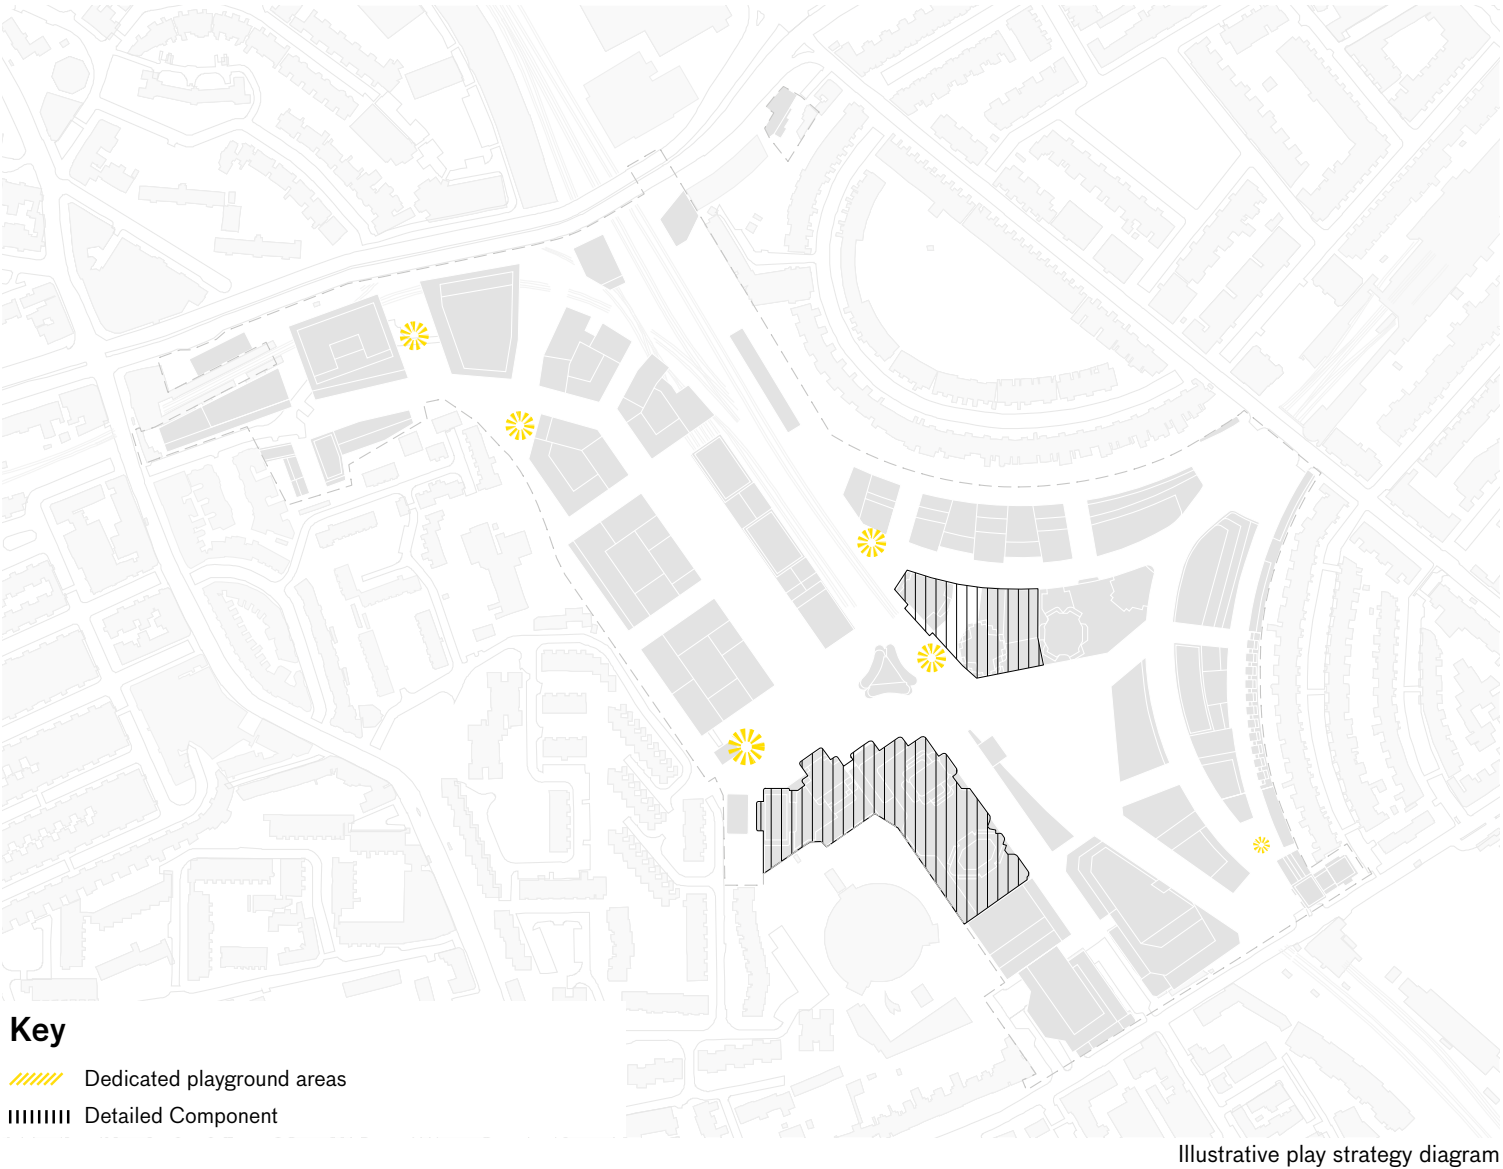 Key
Dedicated playground areas
Detailed Component
Illustrative play strategy diagram